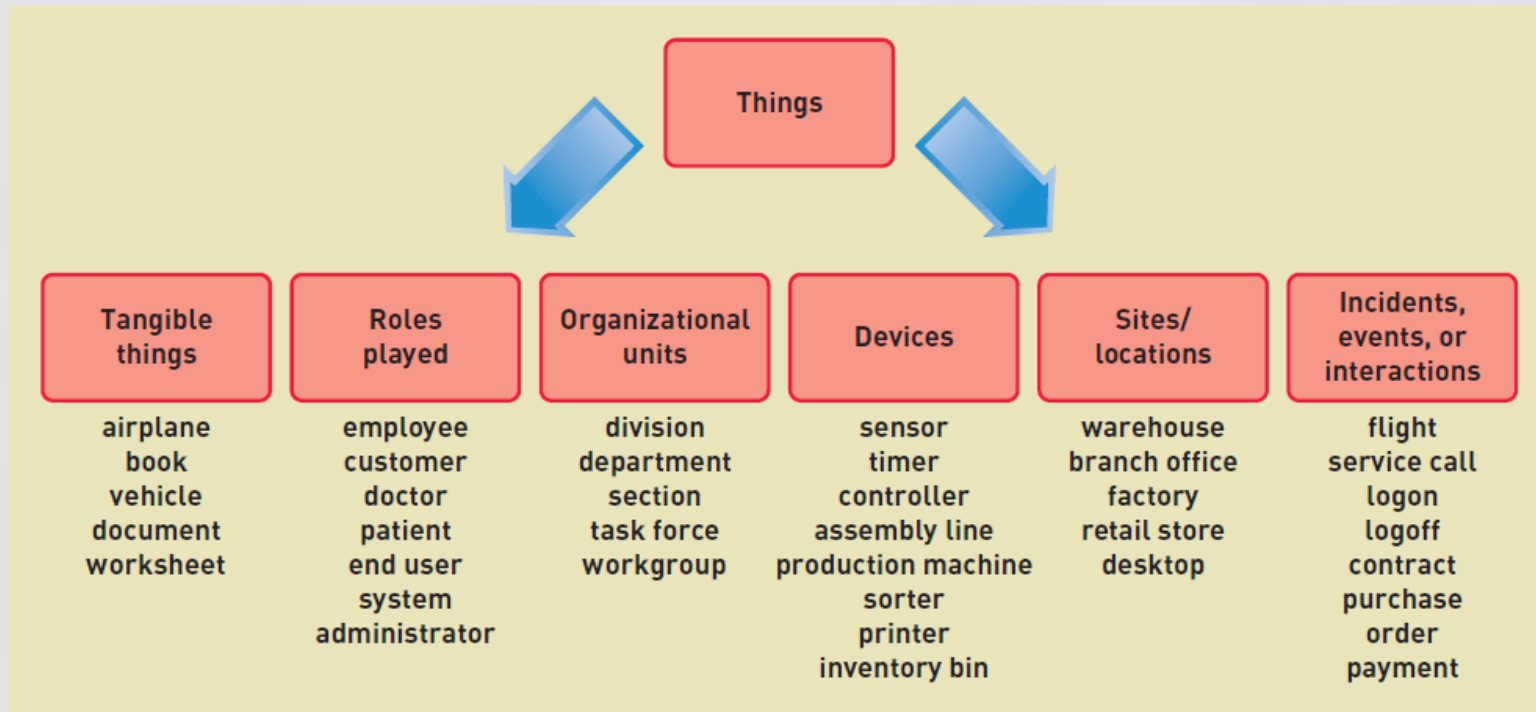 Things
Tangible
things
airplane
book
vehicle
document
worksheet
Roles
played
employee
customer
doctor
patient
end user
system
administrator
Organizational
units
division
department
section
task force
workgroup
Devices
sensor
timer
controller
assembly line
production machine
sorter
printer
inventory bin
Sites/
locations
warehouse
branch office
factory
retail store
desktop
Incidents,
events, or
interactions
flight
service call
logon
logoff
contract
purchase
order
payment